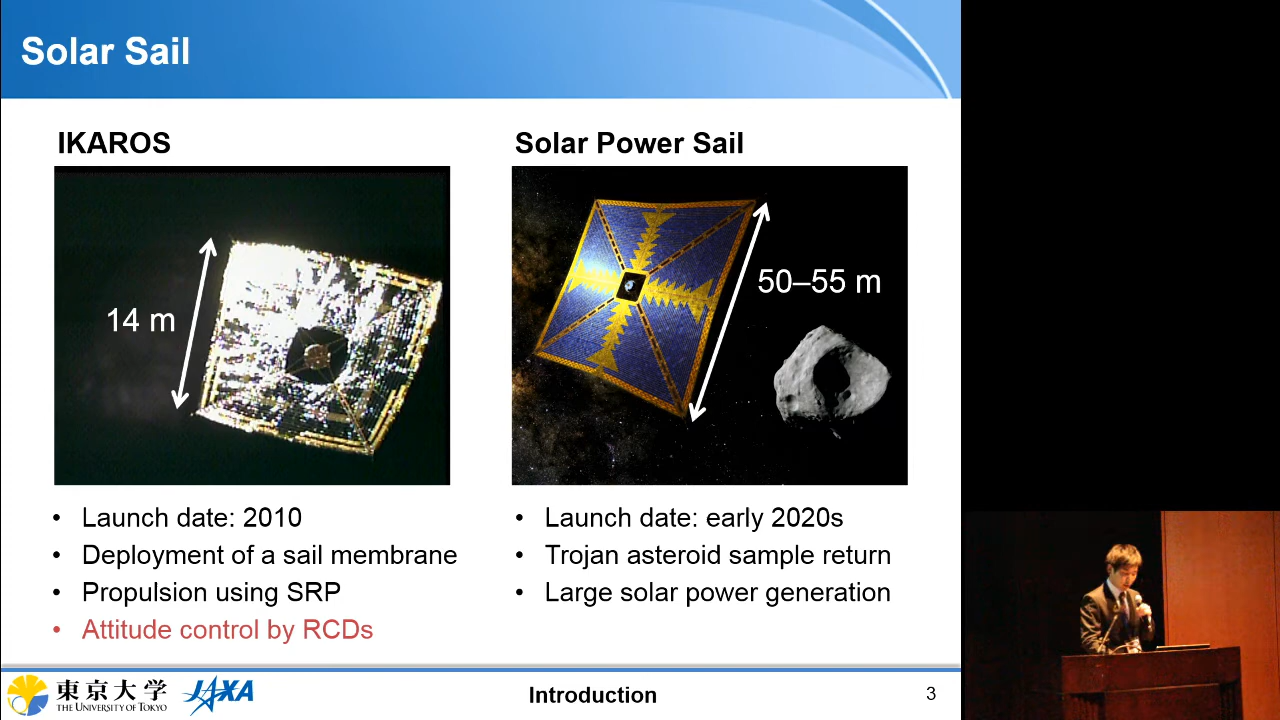 Solar Sail
IKAROS
14 m
• Launch date: 2010
• Deployment of a sail membrane
• Propulsion using SRP
• Attitude control by RCDs
Solar Power Sail
50–55 m
• Launch date: early 2020s
• Trojan asteroid sample return
• Large solar power generation
東京大学
THE UNIVERSITY OF TOKYO
JAXA
Introduction
3